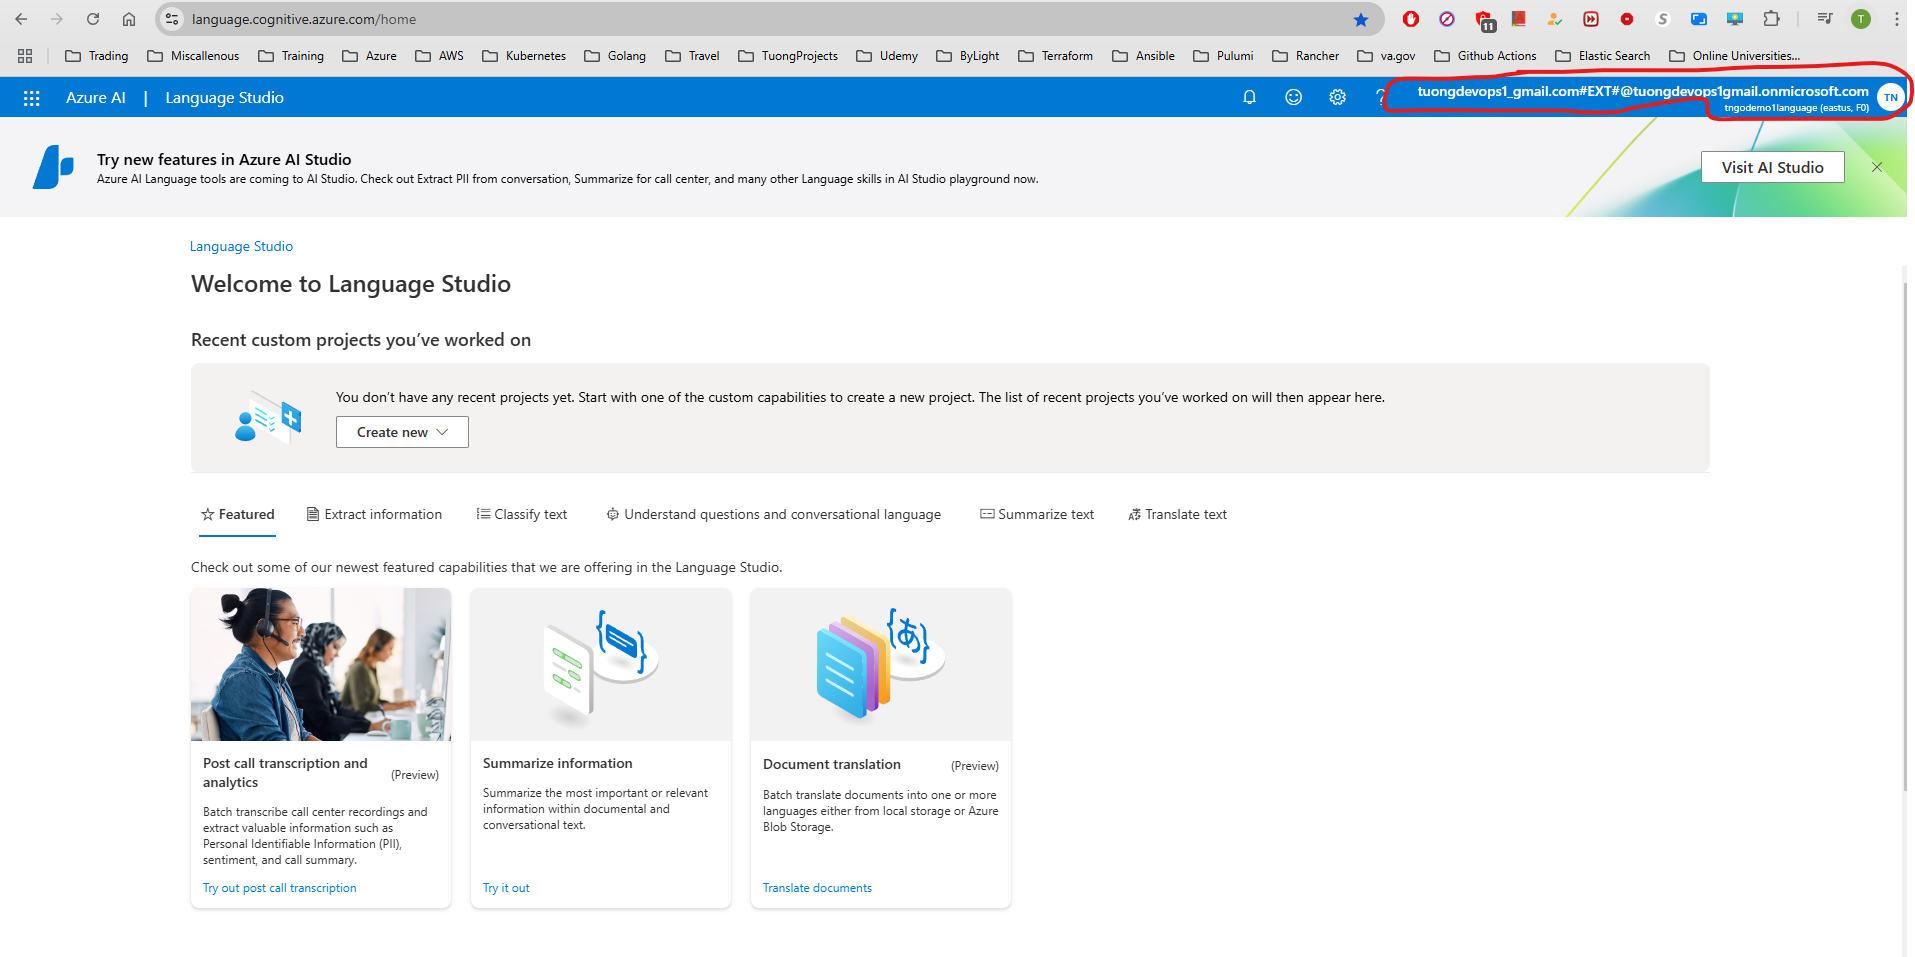 language.cognitive.azure.com/home
S
11
T
Trading
Miscallenous
Training
Azure
AWS
Kubernetes
Golang
Travel
TuongProjects
Udemy
ByLight
Terraform
Ansible
Pulumi
Rancher
va.gov
Github Actions
Elastic Search
Online Universities...
Azure AI | Language Studio
?
tuongdevops1_gmail.com#EXT#@tuongdevops1gmail.onmicrosoft.com
tngodemo1language (eastus, F0)
TN
Try new features in Azure AI Studio
Azure AI Language tools are coming to AI Studio. Check out Extract PII from conversation, Summarize for call center, and many other Language skills in AI Studio playground now.
Visit AI Studio
Language Studio
Welcome to Language Studio
Recent custom projects you’ve worked on
You don’t have any recent projects yet. Start with one of the custom capabilities to create a new project. The list of recent projects you’ve worked on will then appear here.
Create new
Featured
Extract information
Classify text
Understand questions and conversational language
Summarize text
Translate text
Check out some of our newest featured capabilities that we are offering in the Language Studio.
Post call transcription and
analytics
(Preview)
Batch transcribe call center recordings and
extract valuable information such as
Personal Identifiable Information (PII),
sentiment, and call summary.
Try out post call transcription
Summarize information
Summarize the most important or relevant
information within documental and
conversational text.
Try it out
あ
Document translation
(Preview)
Batch translate documents into one or more
languages either from local storage or Azure
Blob Storage.
Translate documents